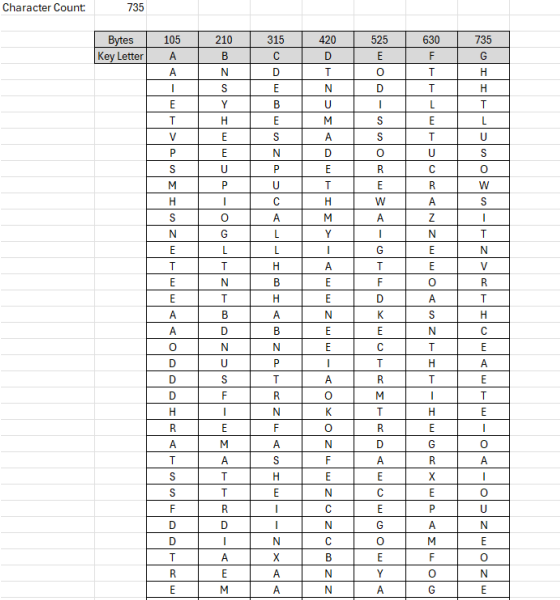 Character Count: 735
Bytes 105 210 315 420 525 630 735
Key Letter A B C D E F G
A N D T O T H
I S E N D T H
E Y B U I L T
T H E M S E L
V E S A S T U
P E N D O U S
S U P E R C O
M P U T E R W
H I C H W A S
S O A M A Z I
N G L Y I N T
E L L I G E N
T T H A T E V
E N B E F O R
E T H E D A T
A B A N K S H
A D B E E N C
O N N E C T E
D U P I T H A
D S T A R T E
D F R O M I T
H I N K T H E
R E F O R E I
A M A N D G O
T A S F A R A
S T H E E X I
S T E N C E O
F R I C E P U
D D I N G A N
D I N C O M E
T A X B E F O
R E A N Y O N
E M A N A G E